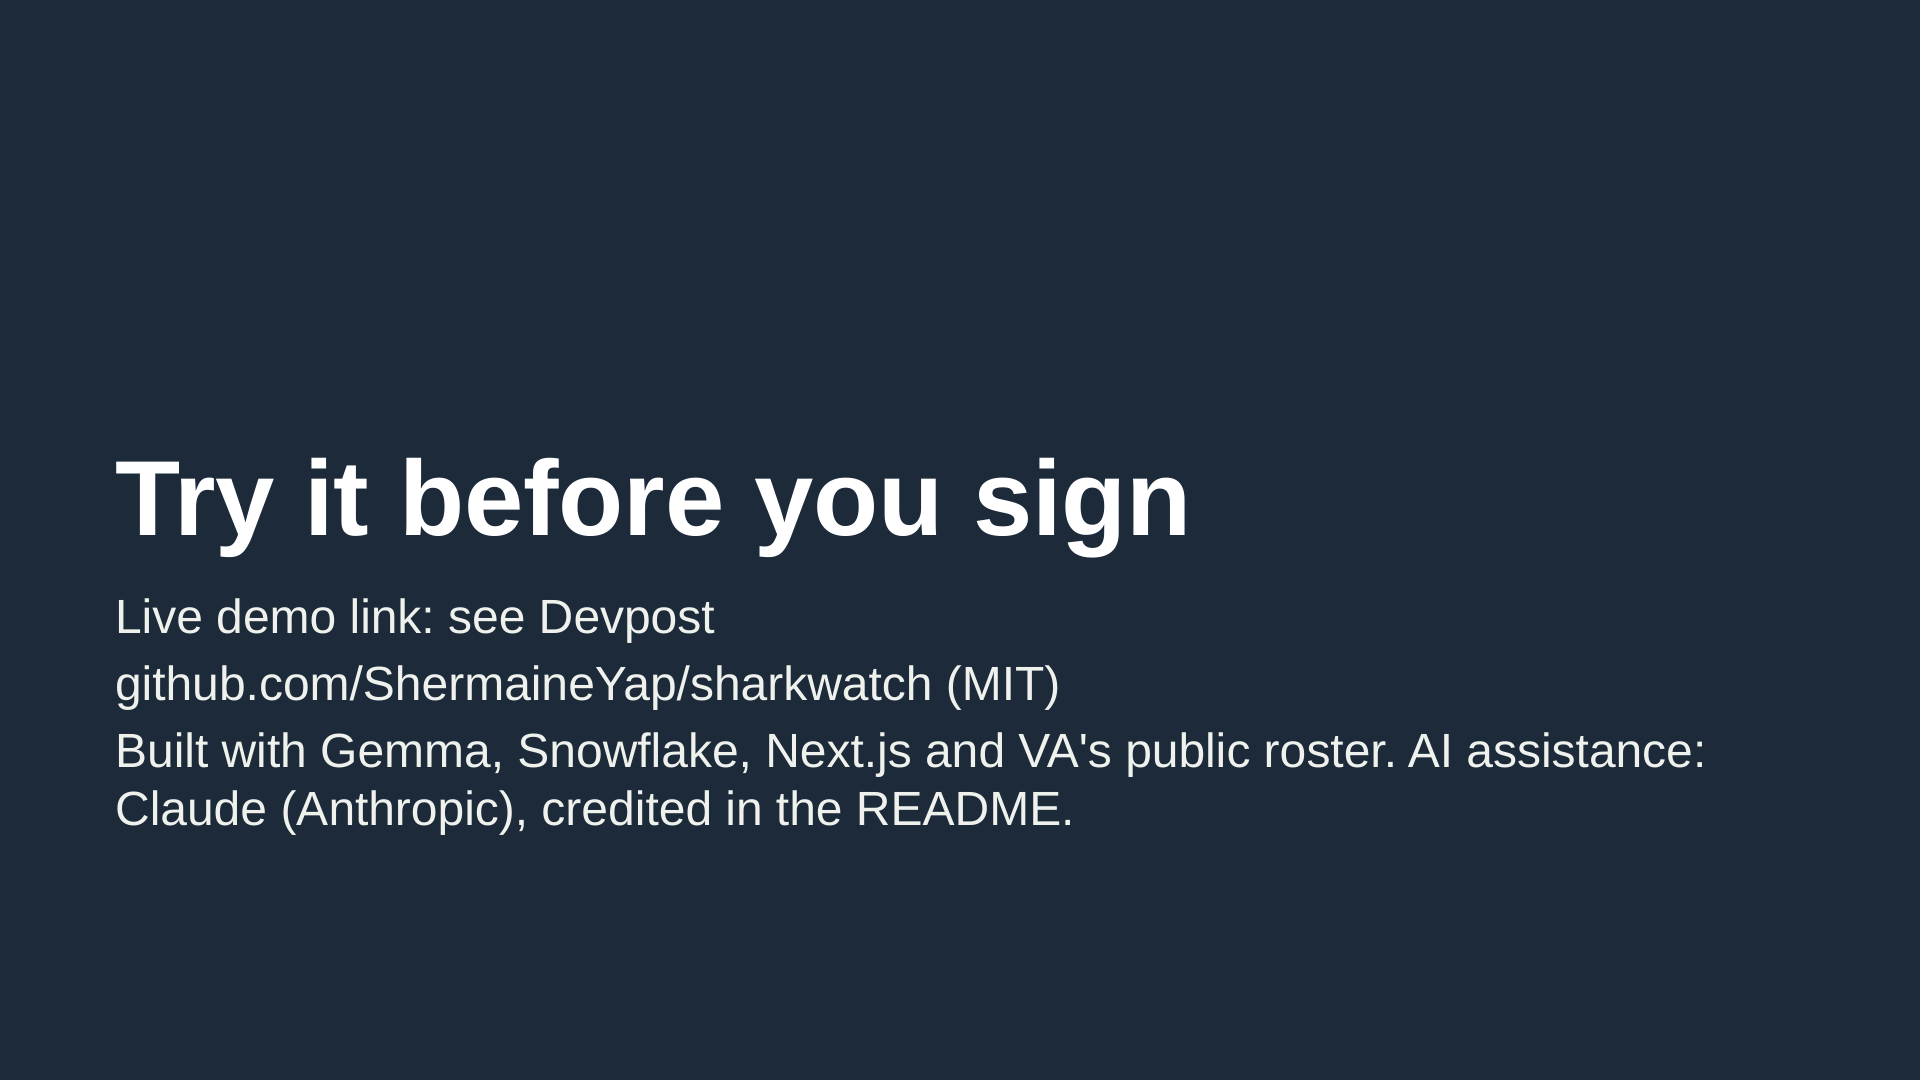 Try it before you sign
Live demo link: see Devpost
github.com/ShermaineYap/sharkwatch (MIT)
Built with Gemma, Snowflake, Next.js and VA's public roster. AI assistance:
Claude (Anthropic), credited in the README.